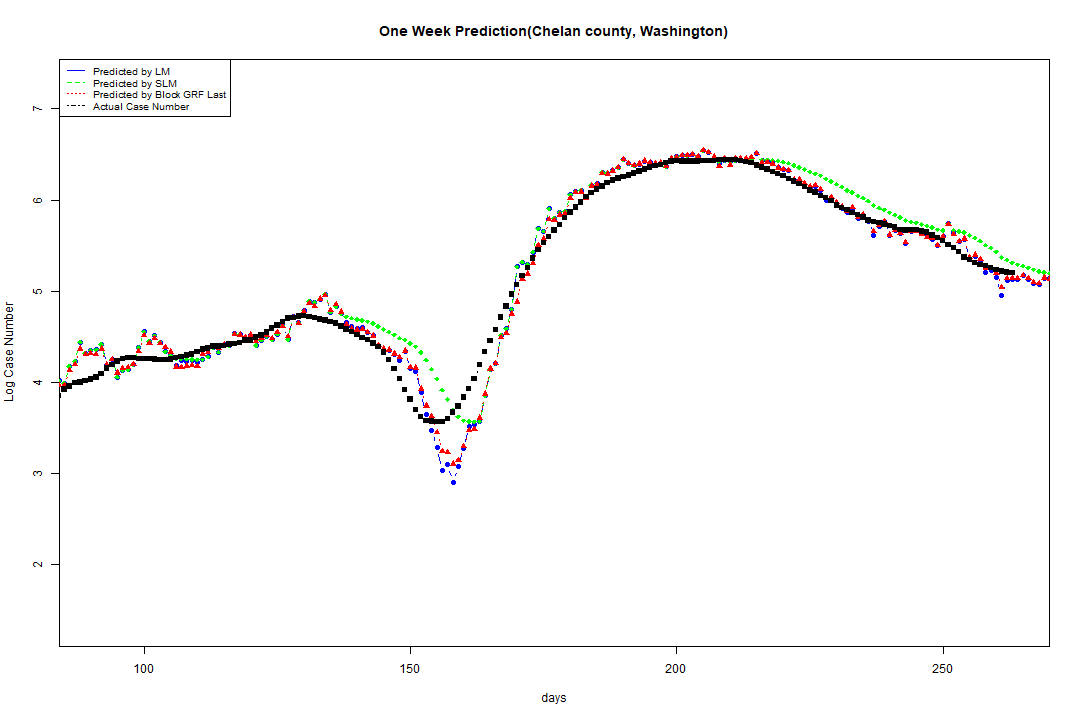 One Week Prediction(Chelan county, Washington)
Predicted by LM
Predicted by SLM
Predicted by Block GRF Last
Actual Case Number
7
6
5
4
3
2
Log Case Number
100 150 200 250
days